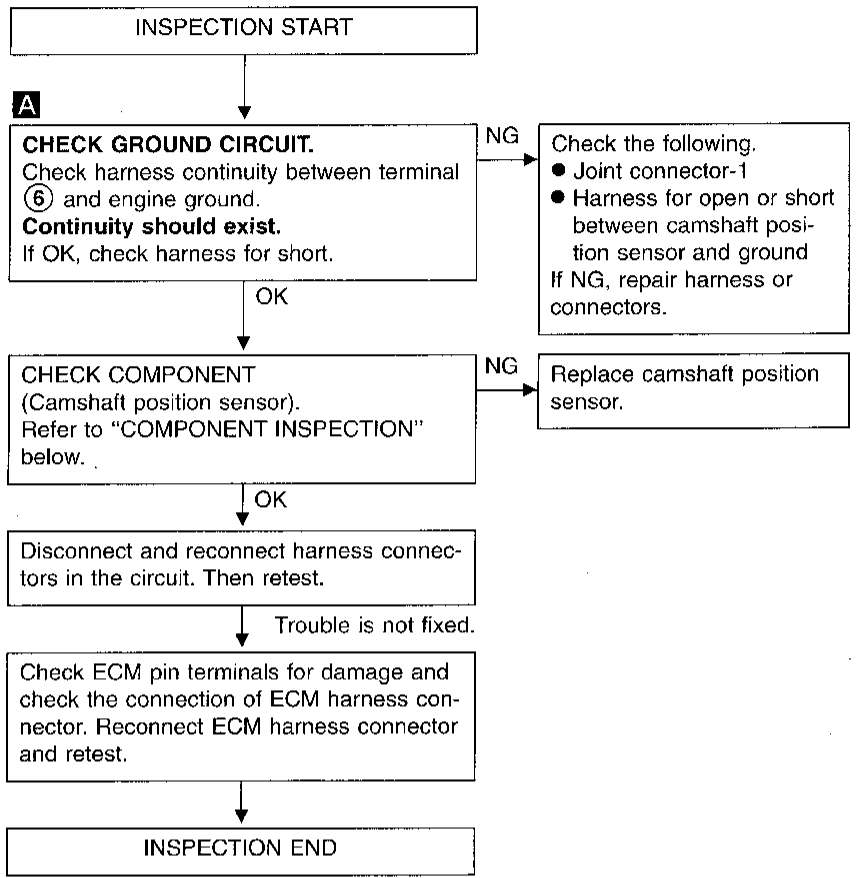 INSPECTION START
A
CHECK GROUND CIRCUIT.
Check harness continuity between terminal
⑥ and engine ground.
Continuity should exist.
If OK, check harness for short.
NG
Check the following.
● Joint connector-1
● Harness for open or short
between camshaft posi-
tion sensor and ground
If NG, repair harness or
connectors.
OK
CHECK COMPONENT
(Camshaft position sensor).
Refer to “COMPONENT INSPECTION”
below.
NG
Replace camshaft position
sensor.
OK
Disconnect and reconnect harness connec-
tors in the circuit. Then retest.
Trouble is not fixed.
Check ECM pin terminals for damage and
check the connection of ECM harness con-
nector. Reconnect ECM harness connector
and retest.
INSPECTION END